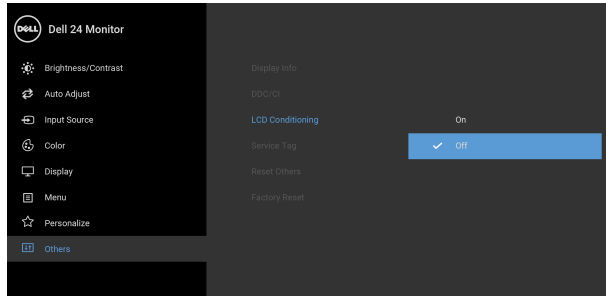 DELL Dell 24 Monitor
Brightness/Contrast Display Info
Auto Adjust DDC/CI
Input Source LCD Conditioning On
Color Service Tag Off
Display Reset Others
Menu Factory Reset
Personalize
Others